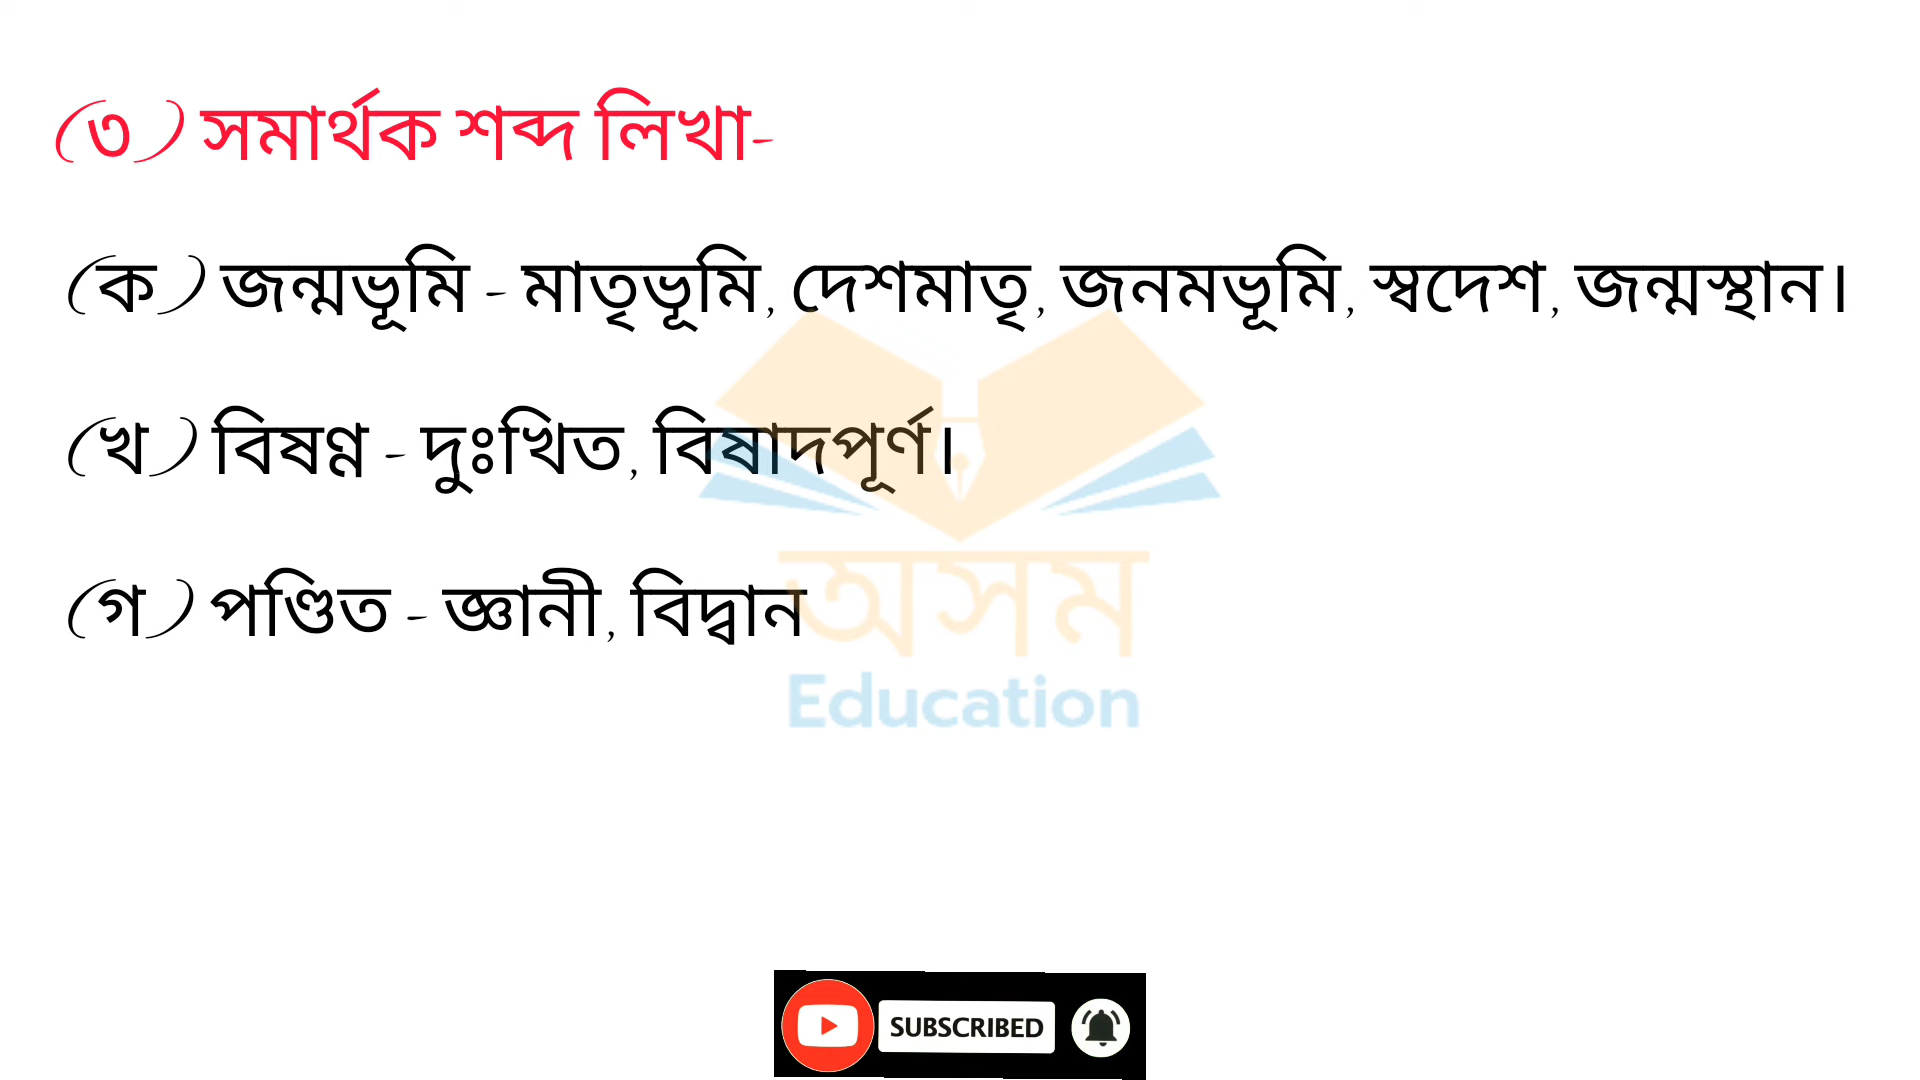 (৩) সমাৰ্থক শব্দ লিখা-
(ক) জন্মভূমি - মাতৃভূমি, দেশমাতৃ, জনমভূমি, স্বদেশ, জন্মস্থান।
(খ) বিষণ্ণ - দুঃখিত, বিষাদপূৰ্ণ।
(গ) পণ্ডিত - জ্ঞানী, বিদ্বান
অসম
Education
SUBSCRIBED